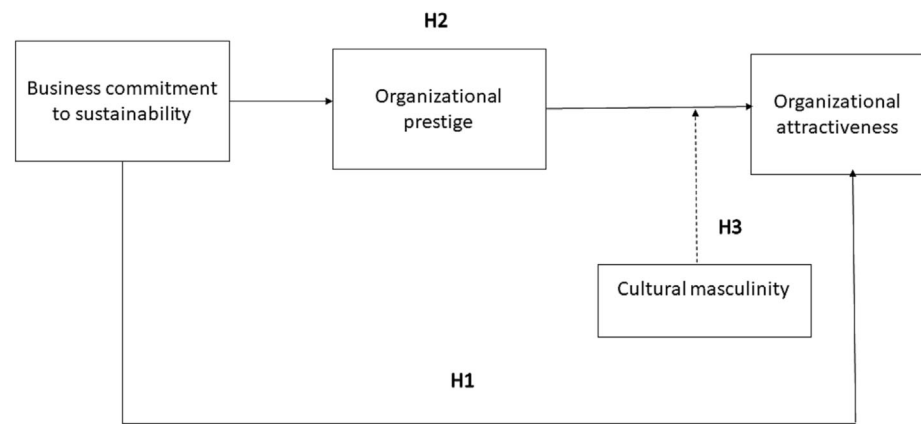 H2
Business commitment
to sustainability
Organizational
prestige
Organizational
attractiveness
H3
Cultural masculinity
H1